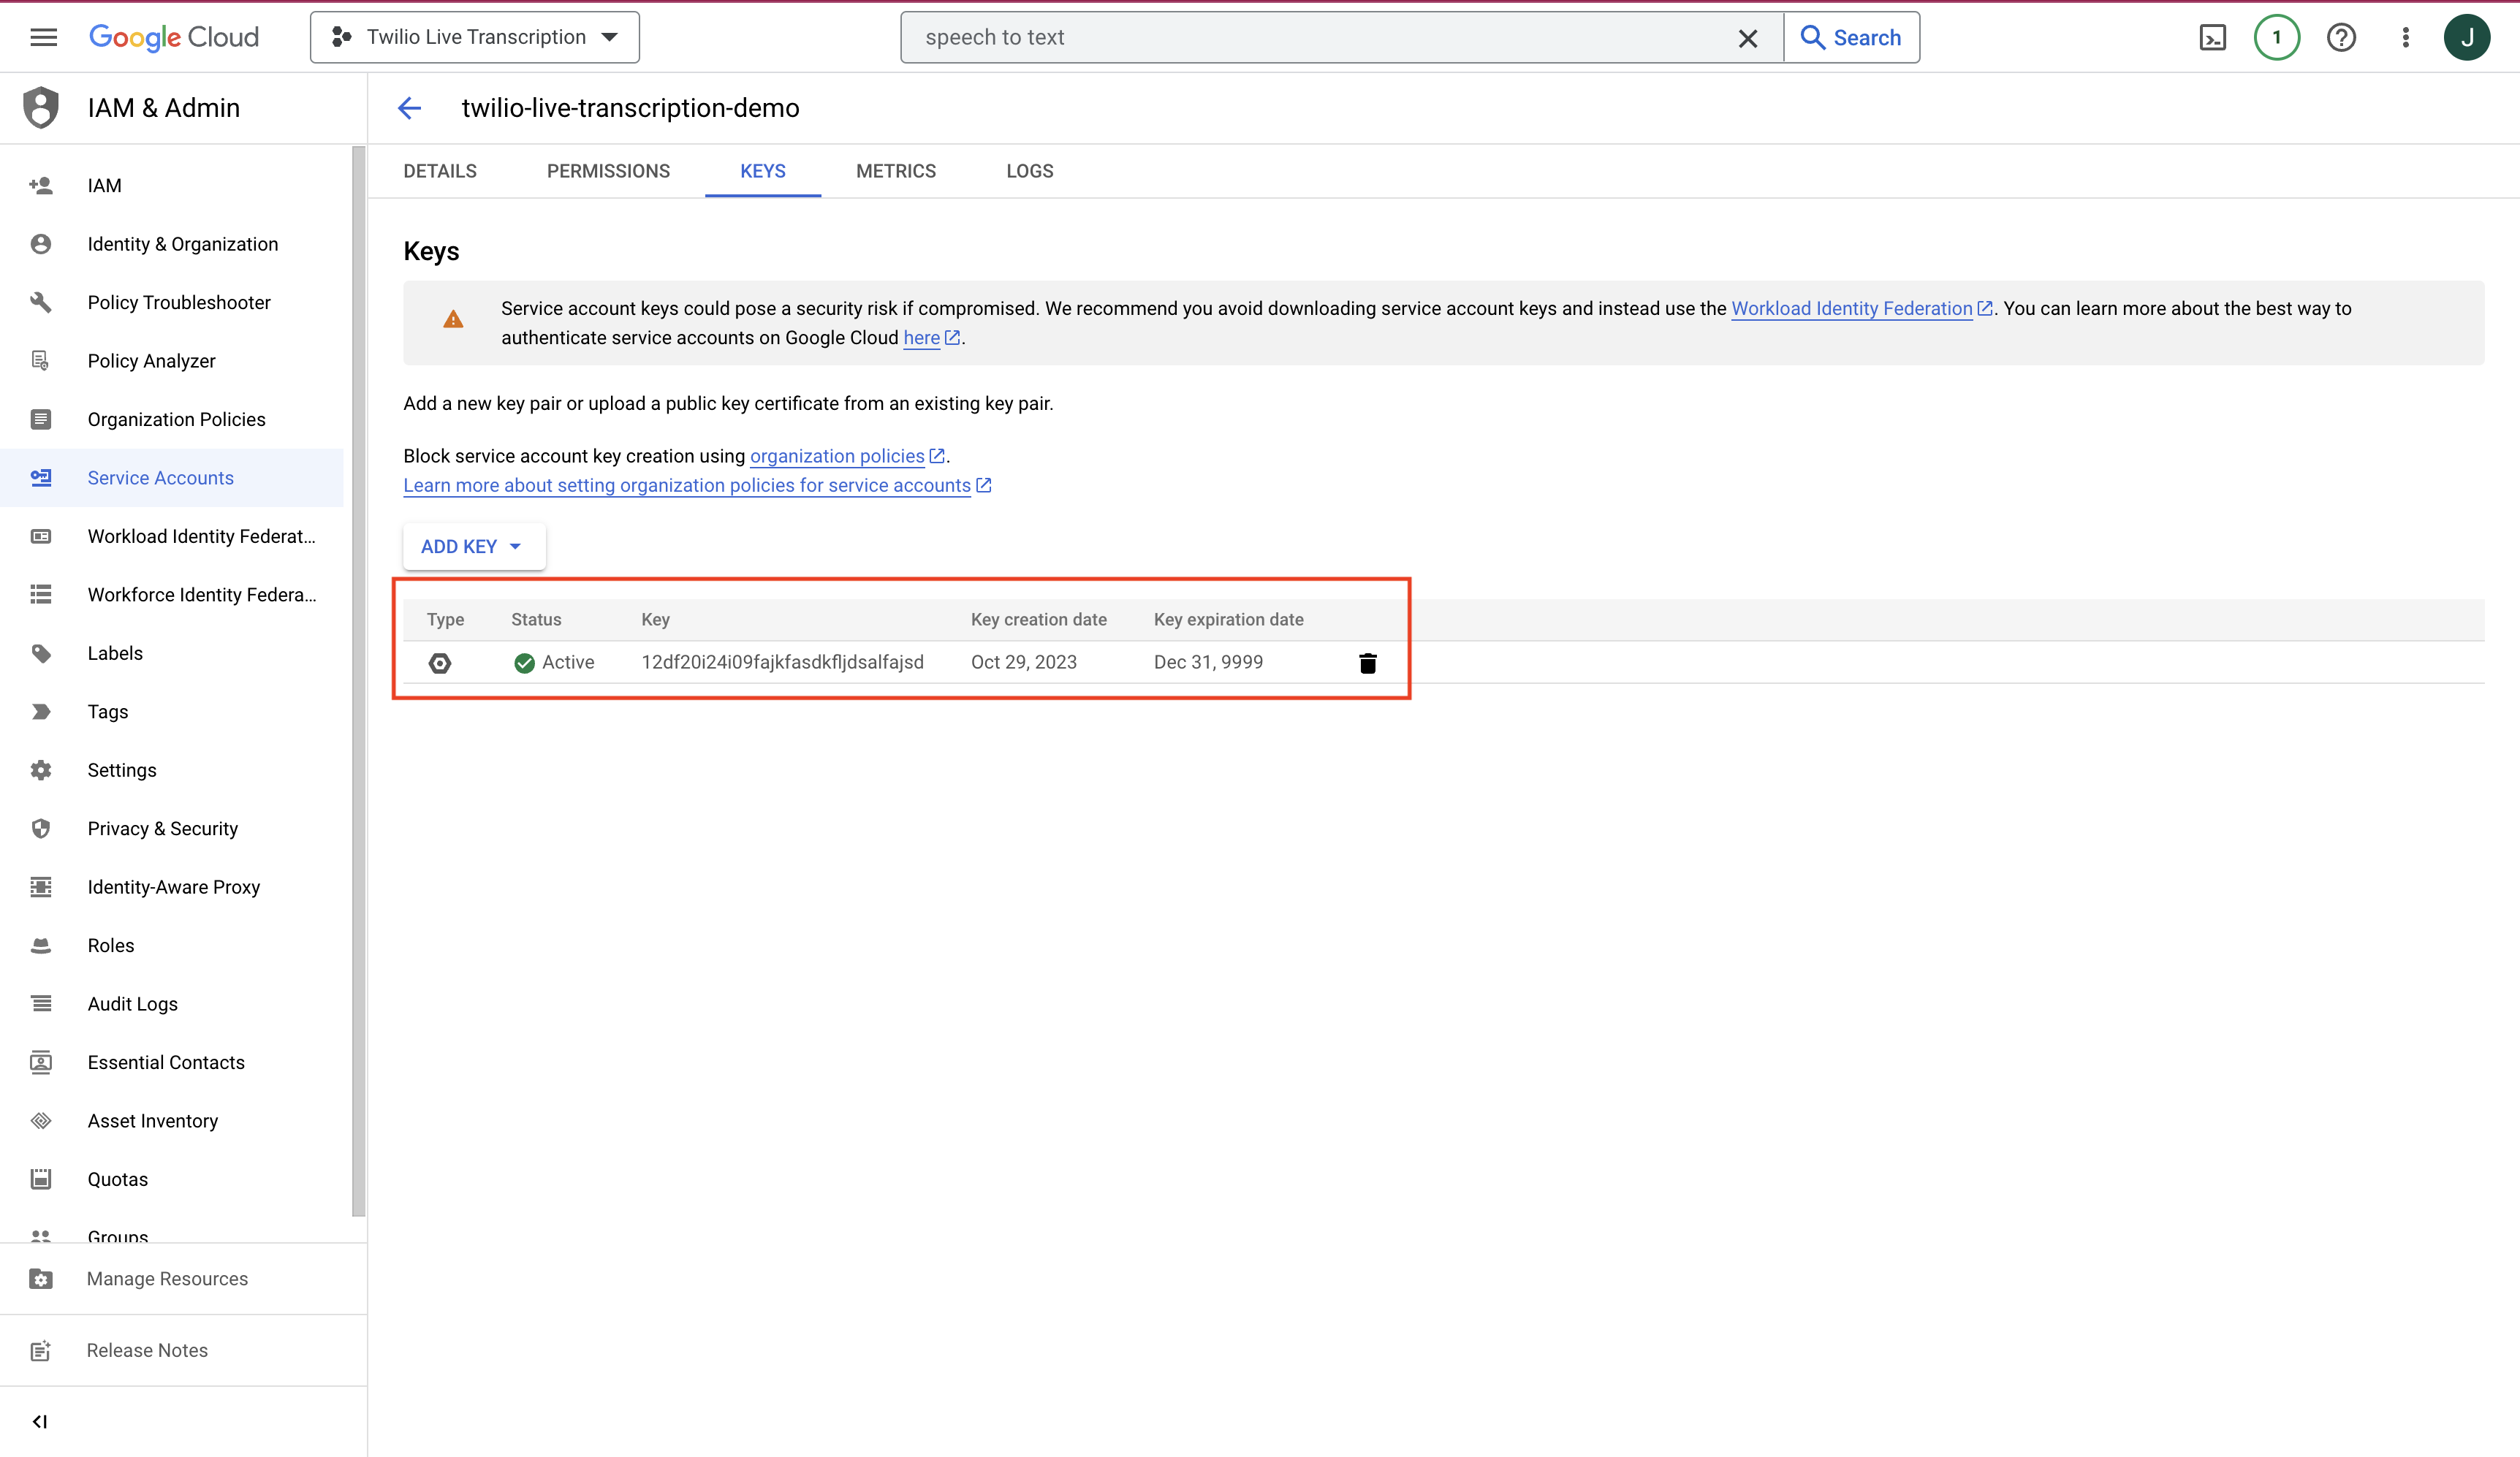 Google Cloud
Twilio Live Transcription
speech to text
Search
1
J
IAM & Admin
twilio-live-transcription-demo
DETAILS
PERMISSIONS
KEYS
METRICS
LOGS
IAM
Identity & Organization
Policy Troubleshooter
Policy Analyzer
Organization Policies
Service Accounts
Workload Identity Federat...
Workforce Identity Federa...
Labels
Tags
Settings
Privacy & Security
Identity-Aware Proxy
Roles
Audit Logs
Essential Contacts
Asset Inventory
Quotas
Groups
Manage Resources
Release Notes
Keys
Service account keys could pose a security risk if compromised. We recommend you avoid downloading service account keys and instead use the Workload Identity Federation. You can learn more about the best way to
authenticate service accounts on Google Cloud here.
Add a new key pair or upload a public key certificate from an existing key pair.
Block service account key creation using organization policies.
Learn more about setting organization policies for service accounts
ADD KEY
Type Status Key Key creation date Key expiration date
Active 12df20i24i09fajkfasdkfljdsalfajsd Oct 29, 2023 Dec 31, 9999